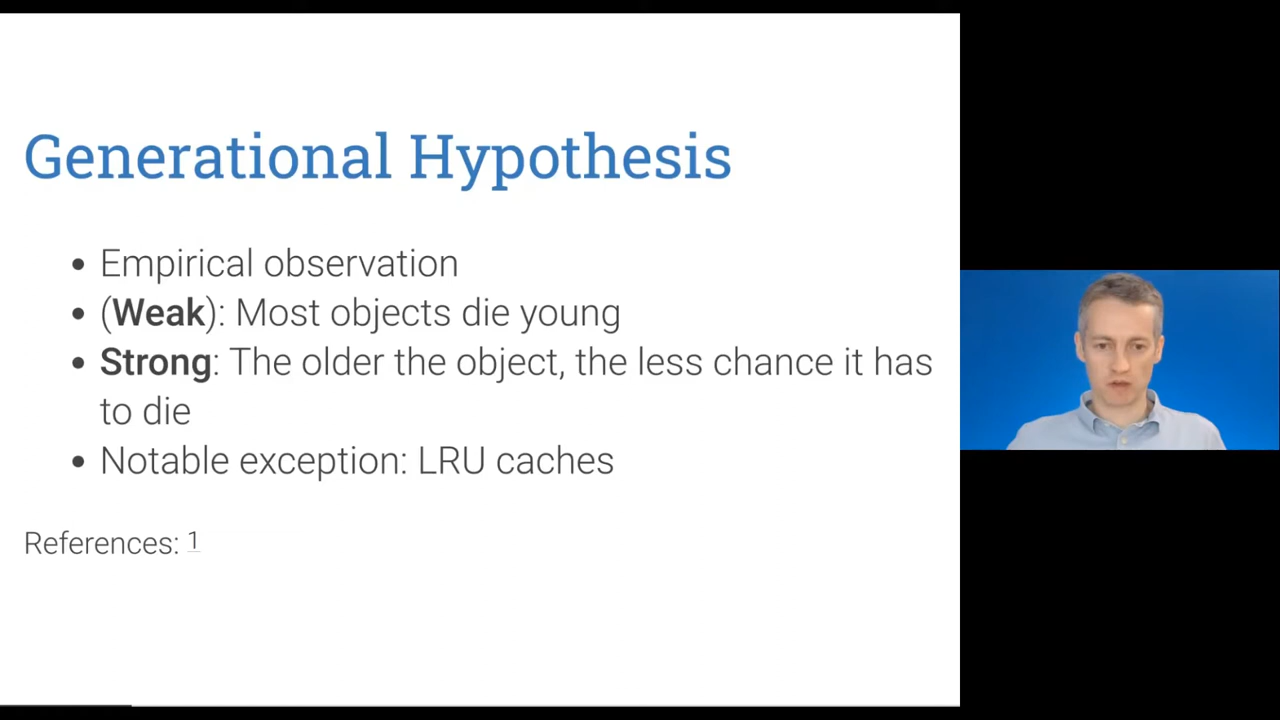 Generational Hypothesis
• Empirical observation
• (Weak): Most objects die young
• Strong: The older the object, the less chance it has
to die
• Notable exception: LRU caches
References: 1